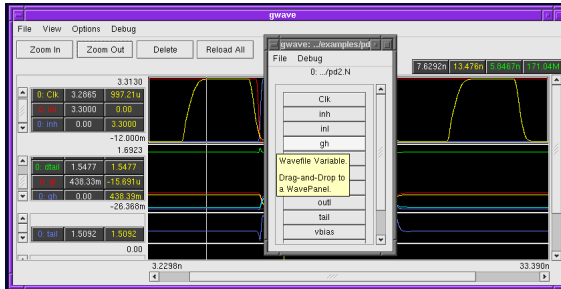 gwave
File View Options Debug
Zoom In Zoom Out Delete Reload All
gwave: ../examples/pd
File Debug
0: .../pd2.N
7.6292n 13.476n 5.8467n 171.04M
3.3130
0: Clk 3.2865 997.21u
3.3000 0.00
0: inh 0.00 3.3000
-12.000m
1.6923
0: dtail 1.5477 1.5477
438.33m -15.691u
0: gh 0.00 438.39m
-26.368m
0: tail 1.5092 1.5092
0.00
Clk
inh
inl
gh
Wavefile Variable.
Drag-and-Drop to
a WavePanel.
outl
tail
vbias
3.2298n 33.390n